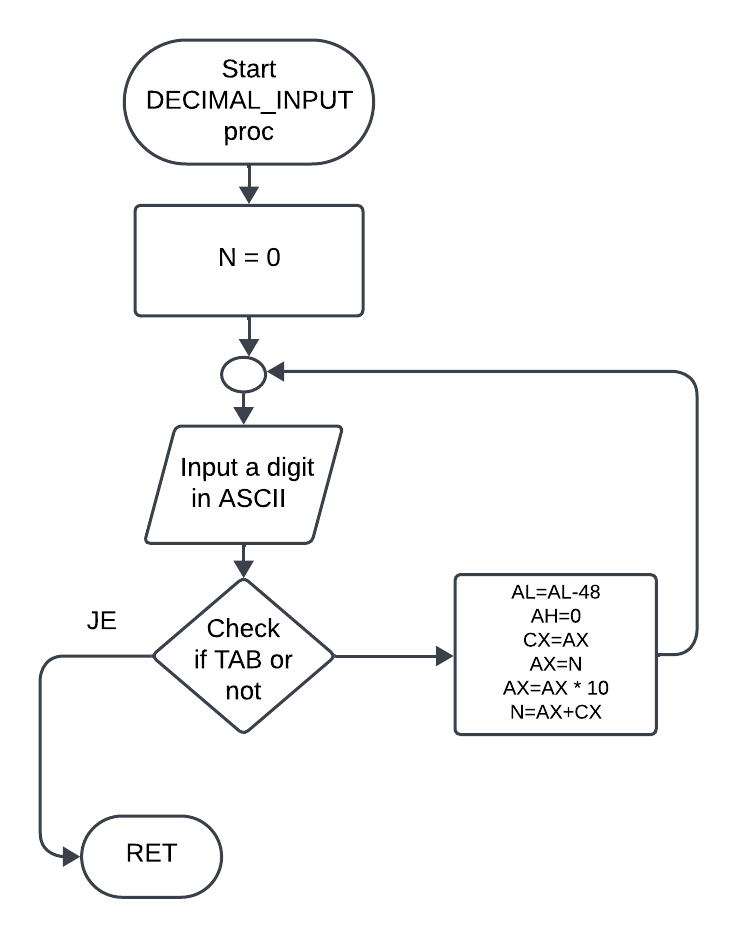 Start
DECIMAL_INPUT
proc
N = 0
Input a digit
in ASCII
JE
Check
if TAB or
not
AL=AL-48
AH=0
CX=AX
AX=N
AX=AX * 10
N=AX+CX
RET